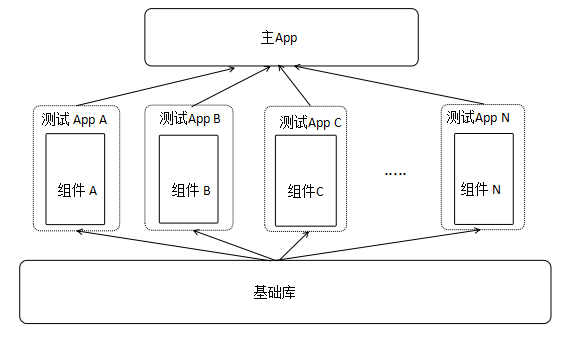 主App
测试 App A
测试App B
测试App C
测试App N
组件 A
组件 B
组件C
.....
组件 N
基础库